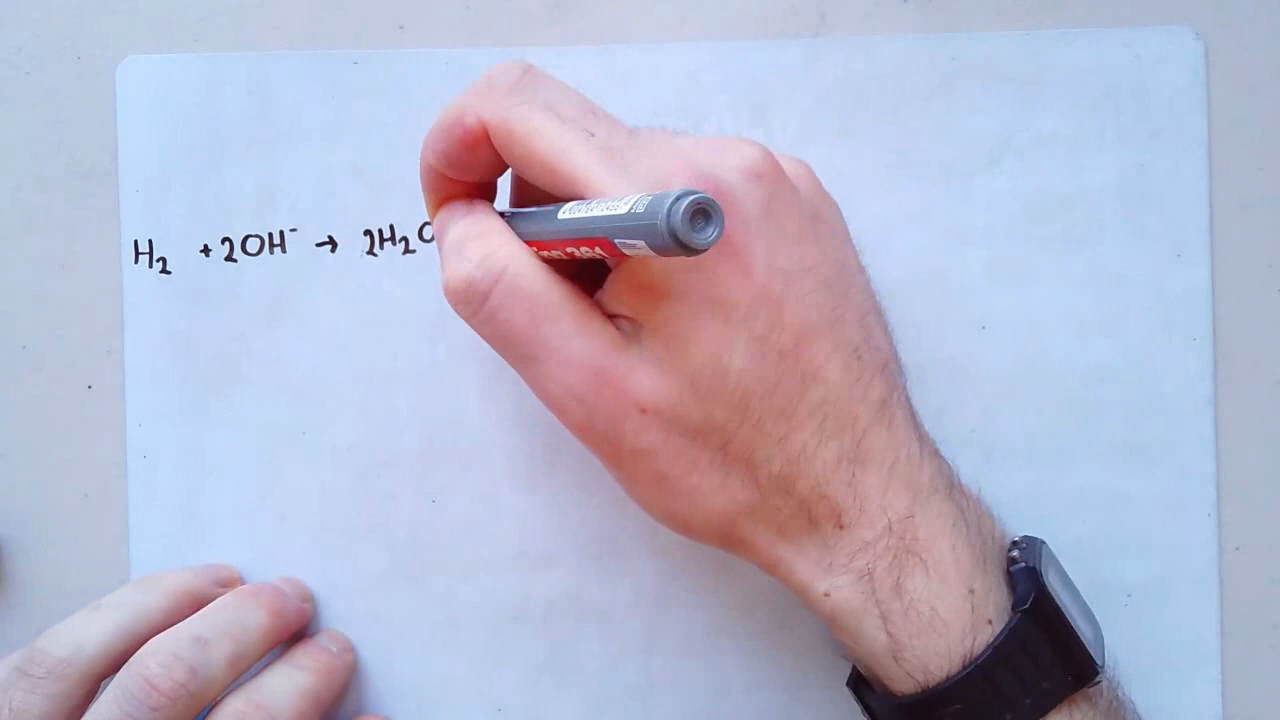 H₂ + 2OH⁻ → 2H₂O